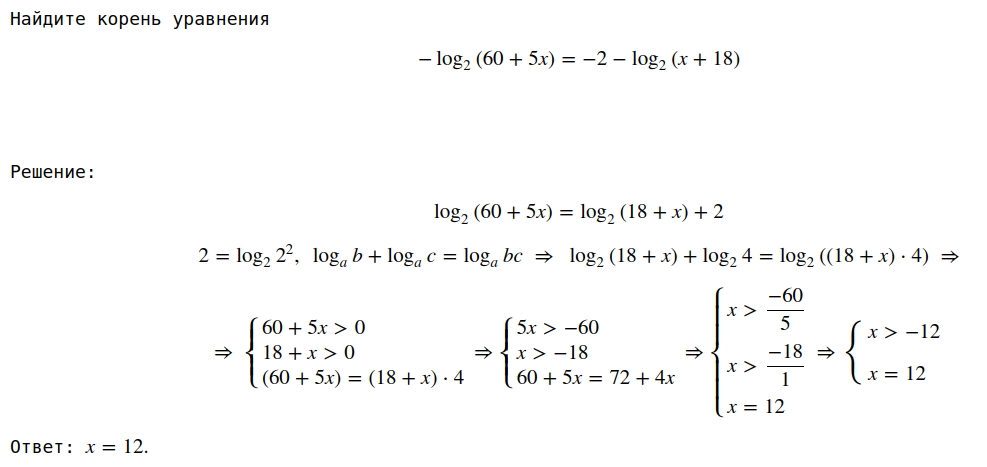 Найдите корень уравнения
− log₂ (60 + 5x) = −2 − log₂ (x + 18)
Решение:
log₂ (60 + 5x) = log₂ (18 + x) + 2
2 = log₂ 2², logₐ b + logₐ c = logₐ bc ⇒ log₂ (18 + x) + log₂ 4 = log₂ ((18 + x) · 4) ⇒
⇒ { 60 + 5x > 0 18 + x > 0 (60 + 5x) = (18 + x) · 4 ⇒ { 5x > −60 x > −18 60 + 5x = 72 + 4x ⇒ { x > −60/5 x > −18/1 x = 12 ⇒ { x > −12 x = 12
Ответ: x = 12.